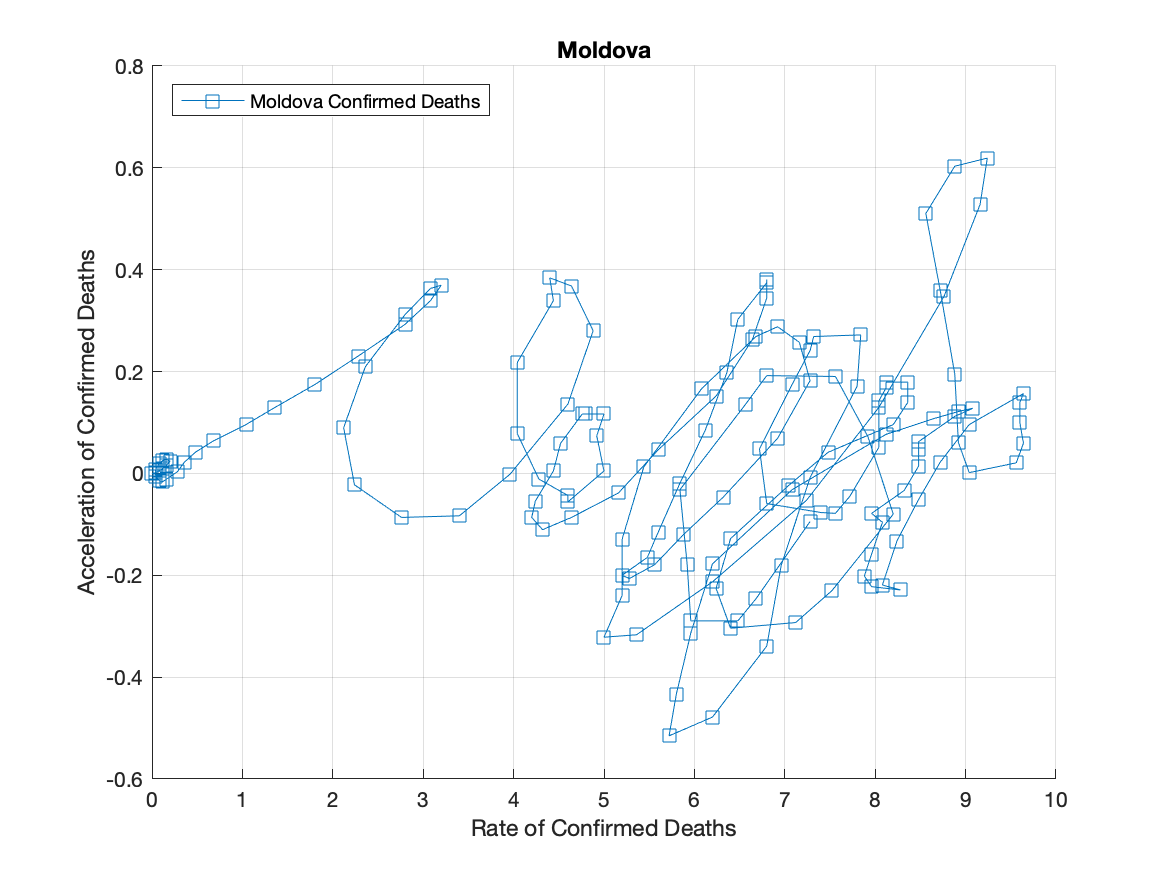 Moldova
0.8
Moldova Confirmed Deaths
0.6
0.4
0.2
0
-0.2
-0.4
-0.6
Acceleration of Confirmed Deaths
0 1 2 3 4 5 6 7 8 9 10
Rate of Confirmed Deaths